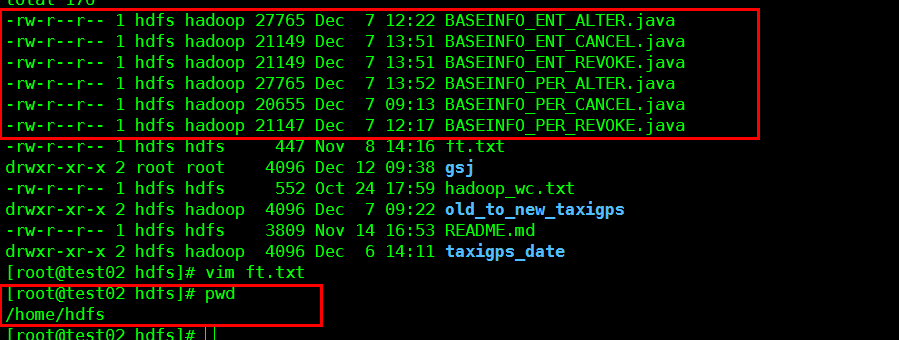 total 176
-rw-r--r-- 1 hdfs hadoop 27765 Dec  7 12:22 BASEINFO_ENT_ALTER.java
-rw-r--r-- 1 hdfs hadoop 21149 Dec  7 13:51 BASEINFO_ENT_CANCEL.java
-rw-r--r-- 1 hdfs hadoop 21149 Dec  7 13:51 BASEINFO_ENT_REVOKE.java
-rw-r--r-- 1 hdfs hadoop 27765 Dec  7 13:52 BASEINFO_PER_ALTER.java
-rw-r--r-- 1 hdfs hadoop 20655 Dec  7 09:13 BASEINFO_PER_CANCEL.java
-rw-r--r-- 1 hdfs hadoop 21147 Dec  7 12:17 BASEINFO_PER_REVOKE.java
-rw-r--r-- 1 hdfs hdfs     447 Nov  8 14:16 ft.txt
drwxr-xr-x 2 root root    4096 Dec 12 09:38 gsj
-rw-r--r-- 1 hdfs hdfs     552 Oct 24 17:59 hadoop_wc.txt
drwxr-xr-x 2 hdfs hadoop  4096 Dec  7 09:22 old_to_new_taxigps
-rw-r--r-- 1 hdfs hdfs    3809 Nov 14 16:53 README.md
drwxr-xr-x 2 hdfs hadoop  4096 Dec  6 14:11 taxigps_date
[root@test02 hdfs]# vim ft.txt
[root@test02 hdfs]# pwd
/home/hdfs
[root@test02 hdfs]#